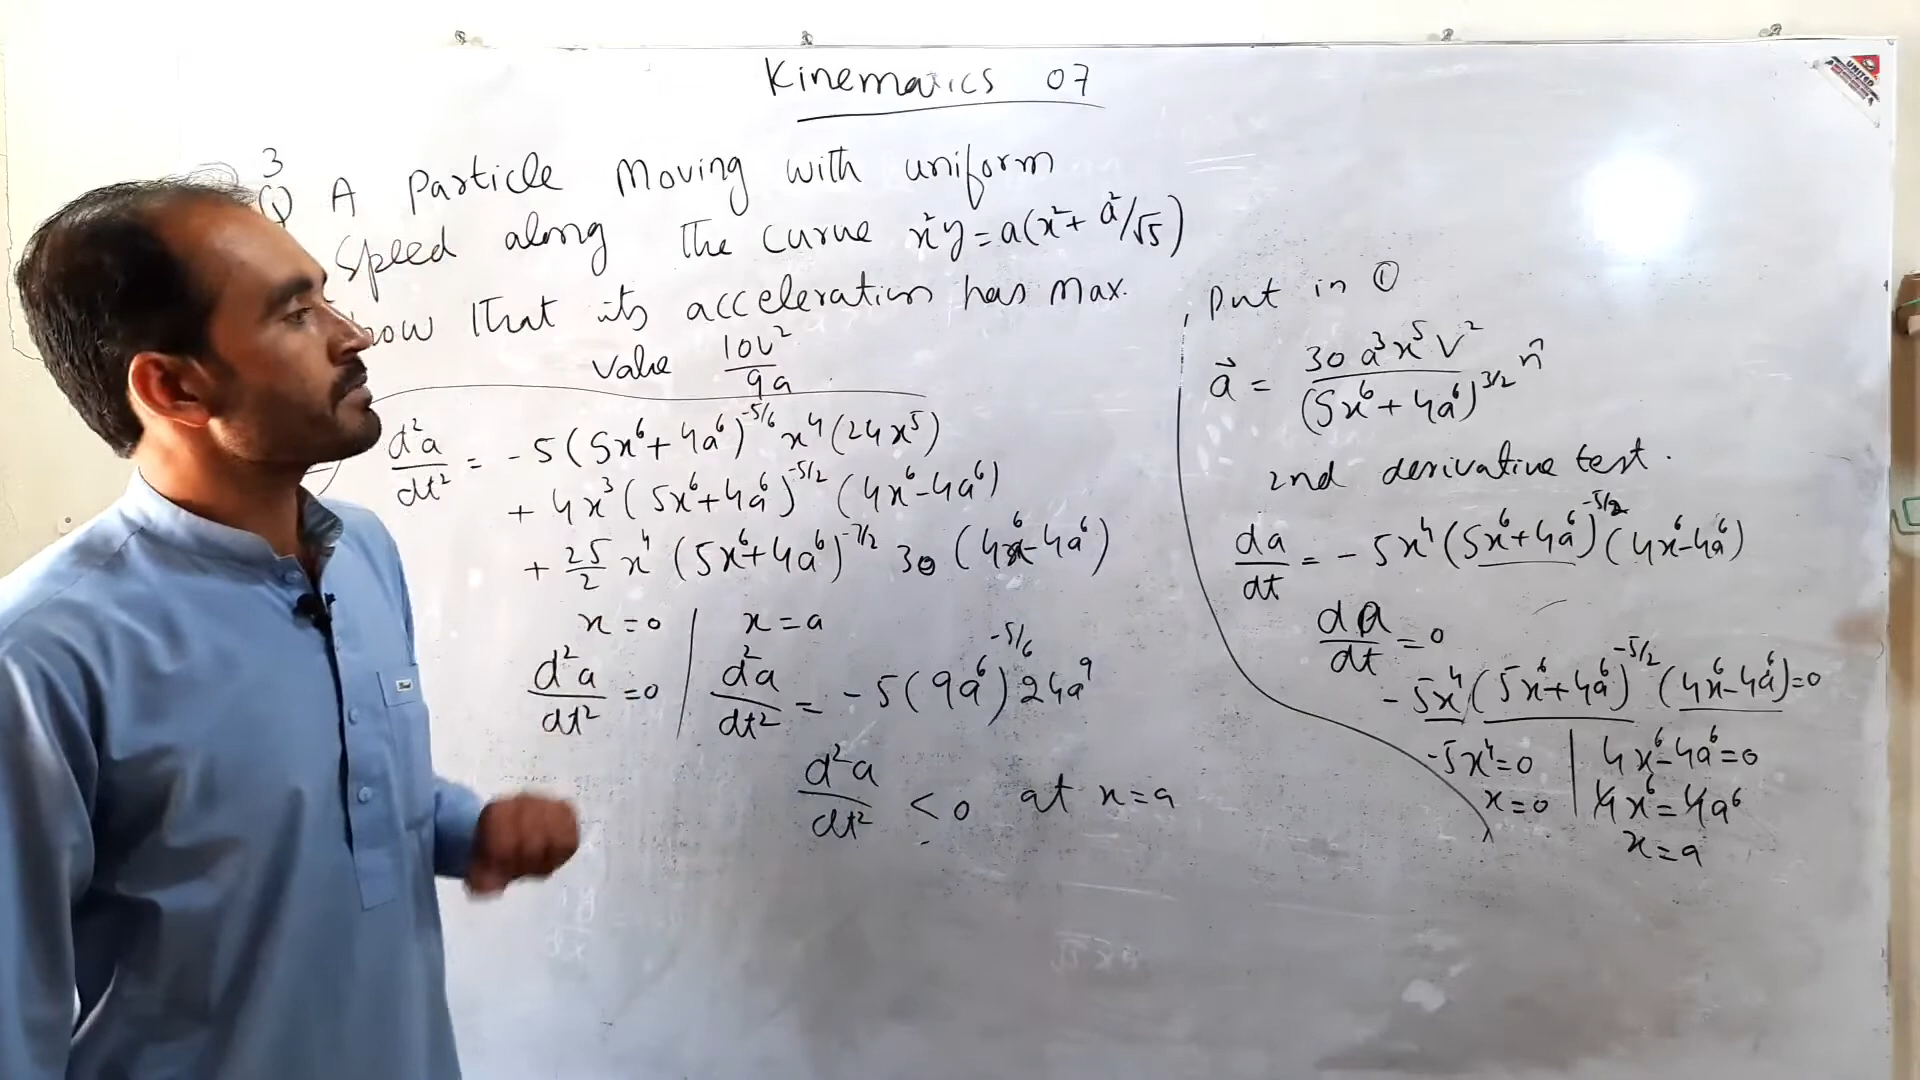 Kinematics 07
3
Q A Particle Moving with uniform
speed along the curve x²y = a(x² + a²/√5)
how that its acceleration has Max.
value 10v²/9a
d²a/dt² = -5(5x⁶+4a⁶)^-5/6 x⁴(24x⁵)
+ 4x³(5x⁶+4a⁶)^-5/2 (4x⁶-4a⁶)
+ 25/2 x⁴ (5x⁶+4a⁶)^-7/2 30 (4x⁶-4a⁶)
x = 0 | x = a
d²a/dt² = 0 | d²a/dt² = -5(9a⁶)^-5/6 24a⁹
d²a/dt² < 0 at x = a
Put in ①
a⃗ = 30a³x⁵V²/(5x⁶+4a⁶)^3/2 n̂
2nd derivative test.
da/dt = -5x⁴(5x⁶+4a⁶)^-5/2 (4x⁶-4a⁶)
da/dt = 0
-5x⁴(5x⁶+4a⁶)^-5/2 (4x⁶-4a⁶) = 0
-5x⁴=0 | 4x⁶-4a⁶=0
x=0 | 4x⁶=4a⁶
x=a
UNITED